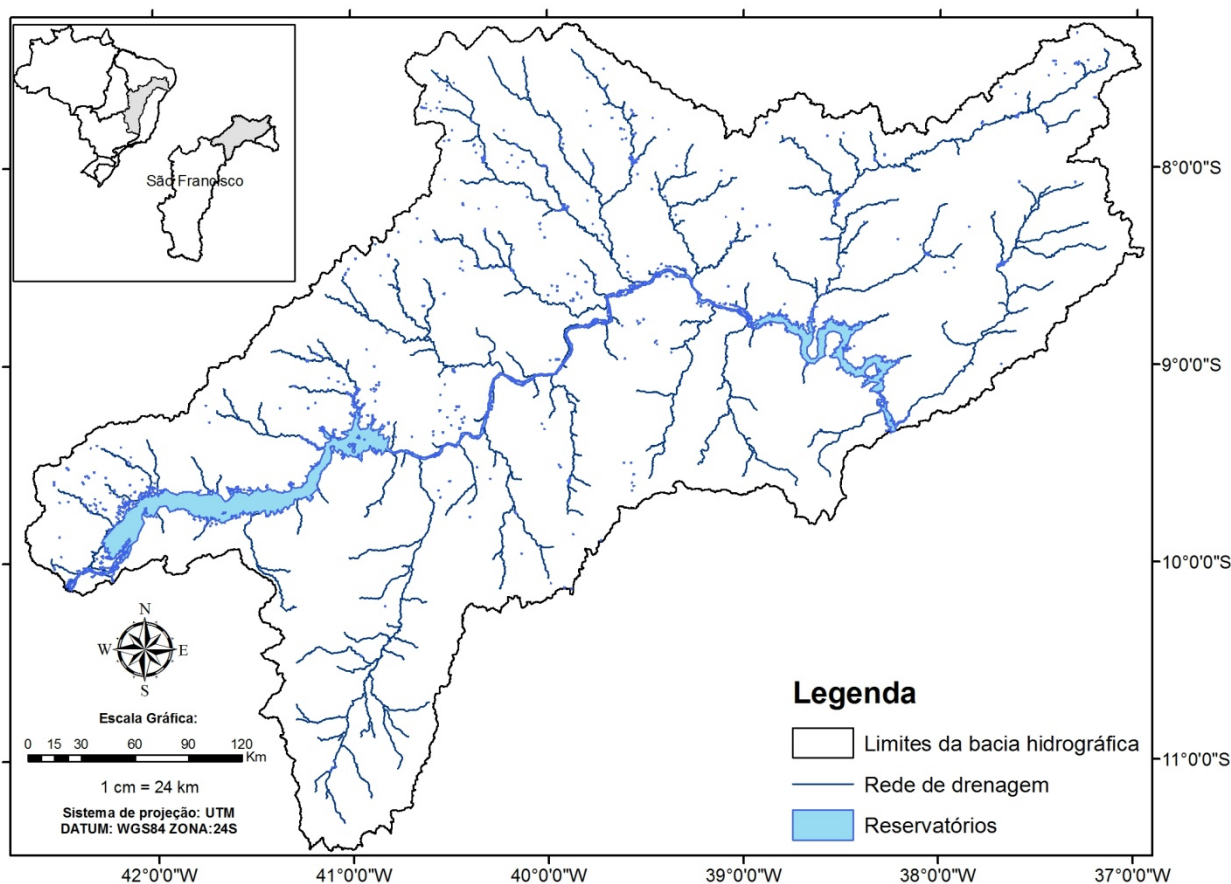 São Francisco
8°0'0"S
9°0'0"S
10°0'0"S
11°0'0"S
N
W E
S
Escala Gráfica:
0 15 30 60 90 120
Km
1 cm = 24 km
Sistema de projeção: UTM
DATUM: WGS84 ZONA:24S
Legenda
Limites da bacia hidrográfica
Rede de drenagem
Reservatórios
42°0'0"W 41°0'0"W 40°0'0"W 39°0'0"W 38°0'0"W 37°0'0"W